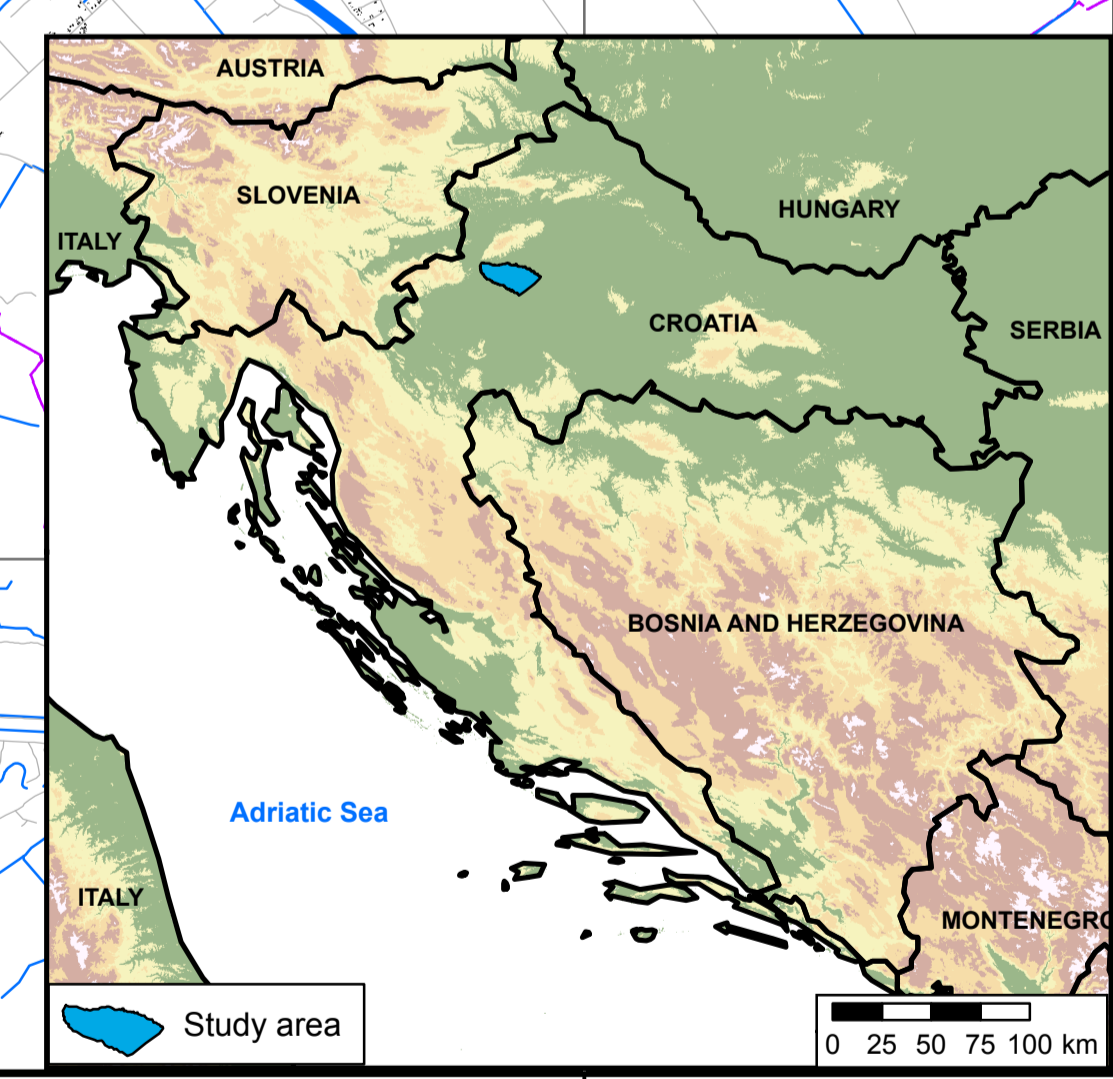 AUSTRIA
SLOVENIA
HUNGARY
ITALY
CROATIA
SERBIA
BOSNIA AND HERZEGOVINA
Adriatic Sea
ITALY
MONTENEGRO
Study area
0 25 50 75 100 km